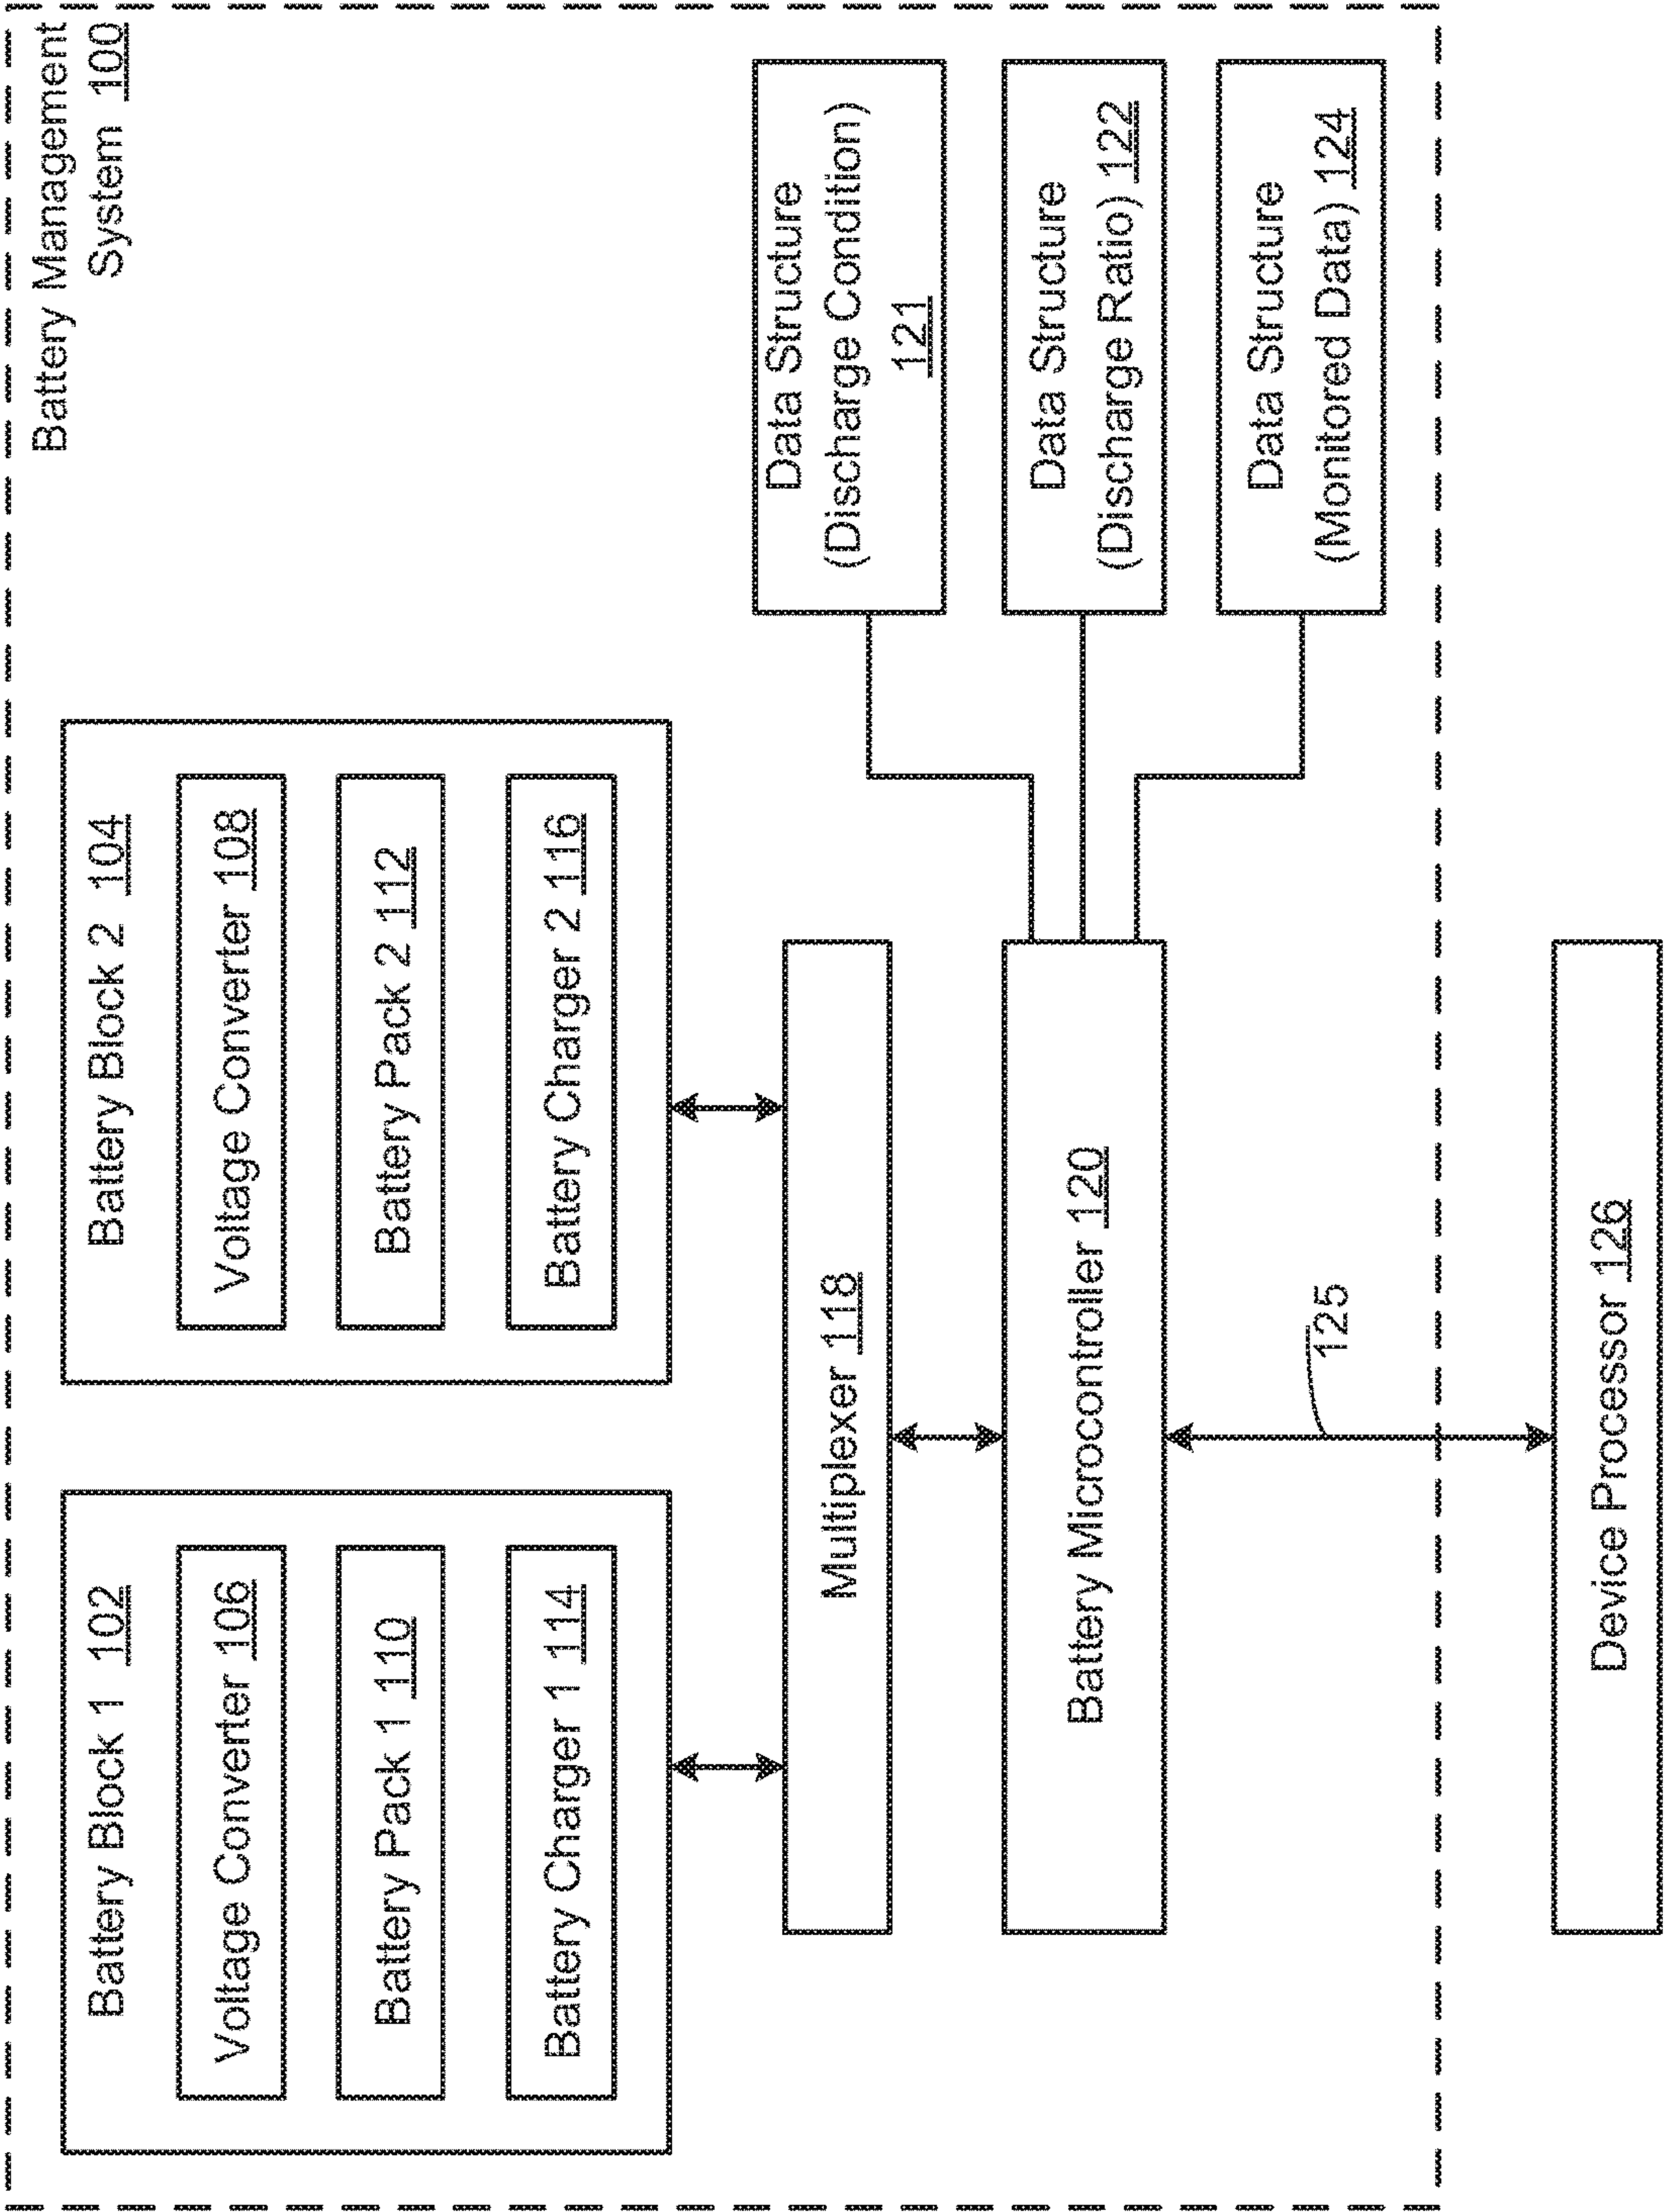 Battery Management
System 100
Battery Block 1 102
Voltage Converter 106
Battery Pack 1 110
Battery Charger 1 114
Battery Block 2 104
Voltage Converter 108
Battery Pack 2 112
Battery Charger 2 116
Multiplexer 118
Battery Microcontroller 120
Data Structure
(Discharge Condition)
121
Data Structure
(Discharge Ratio) 122
Data Structure
(Monitored Data) 124
125
Device Processor 126